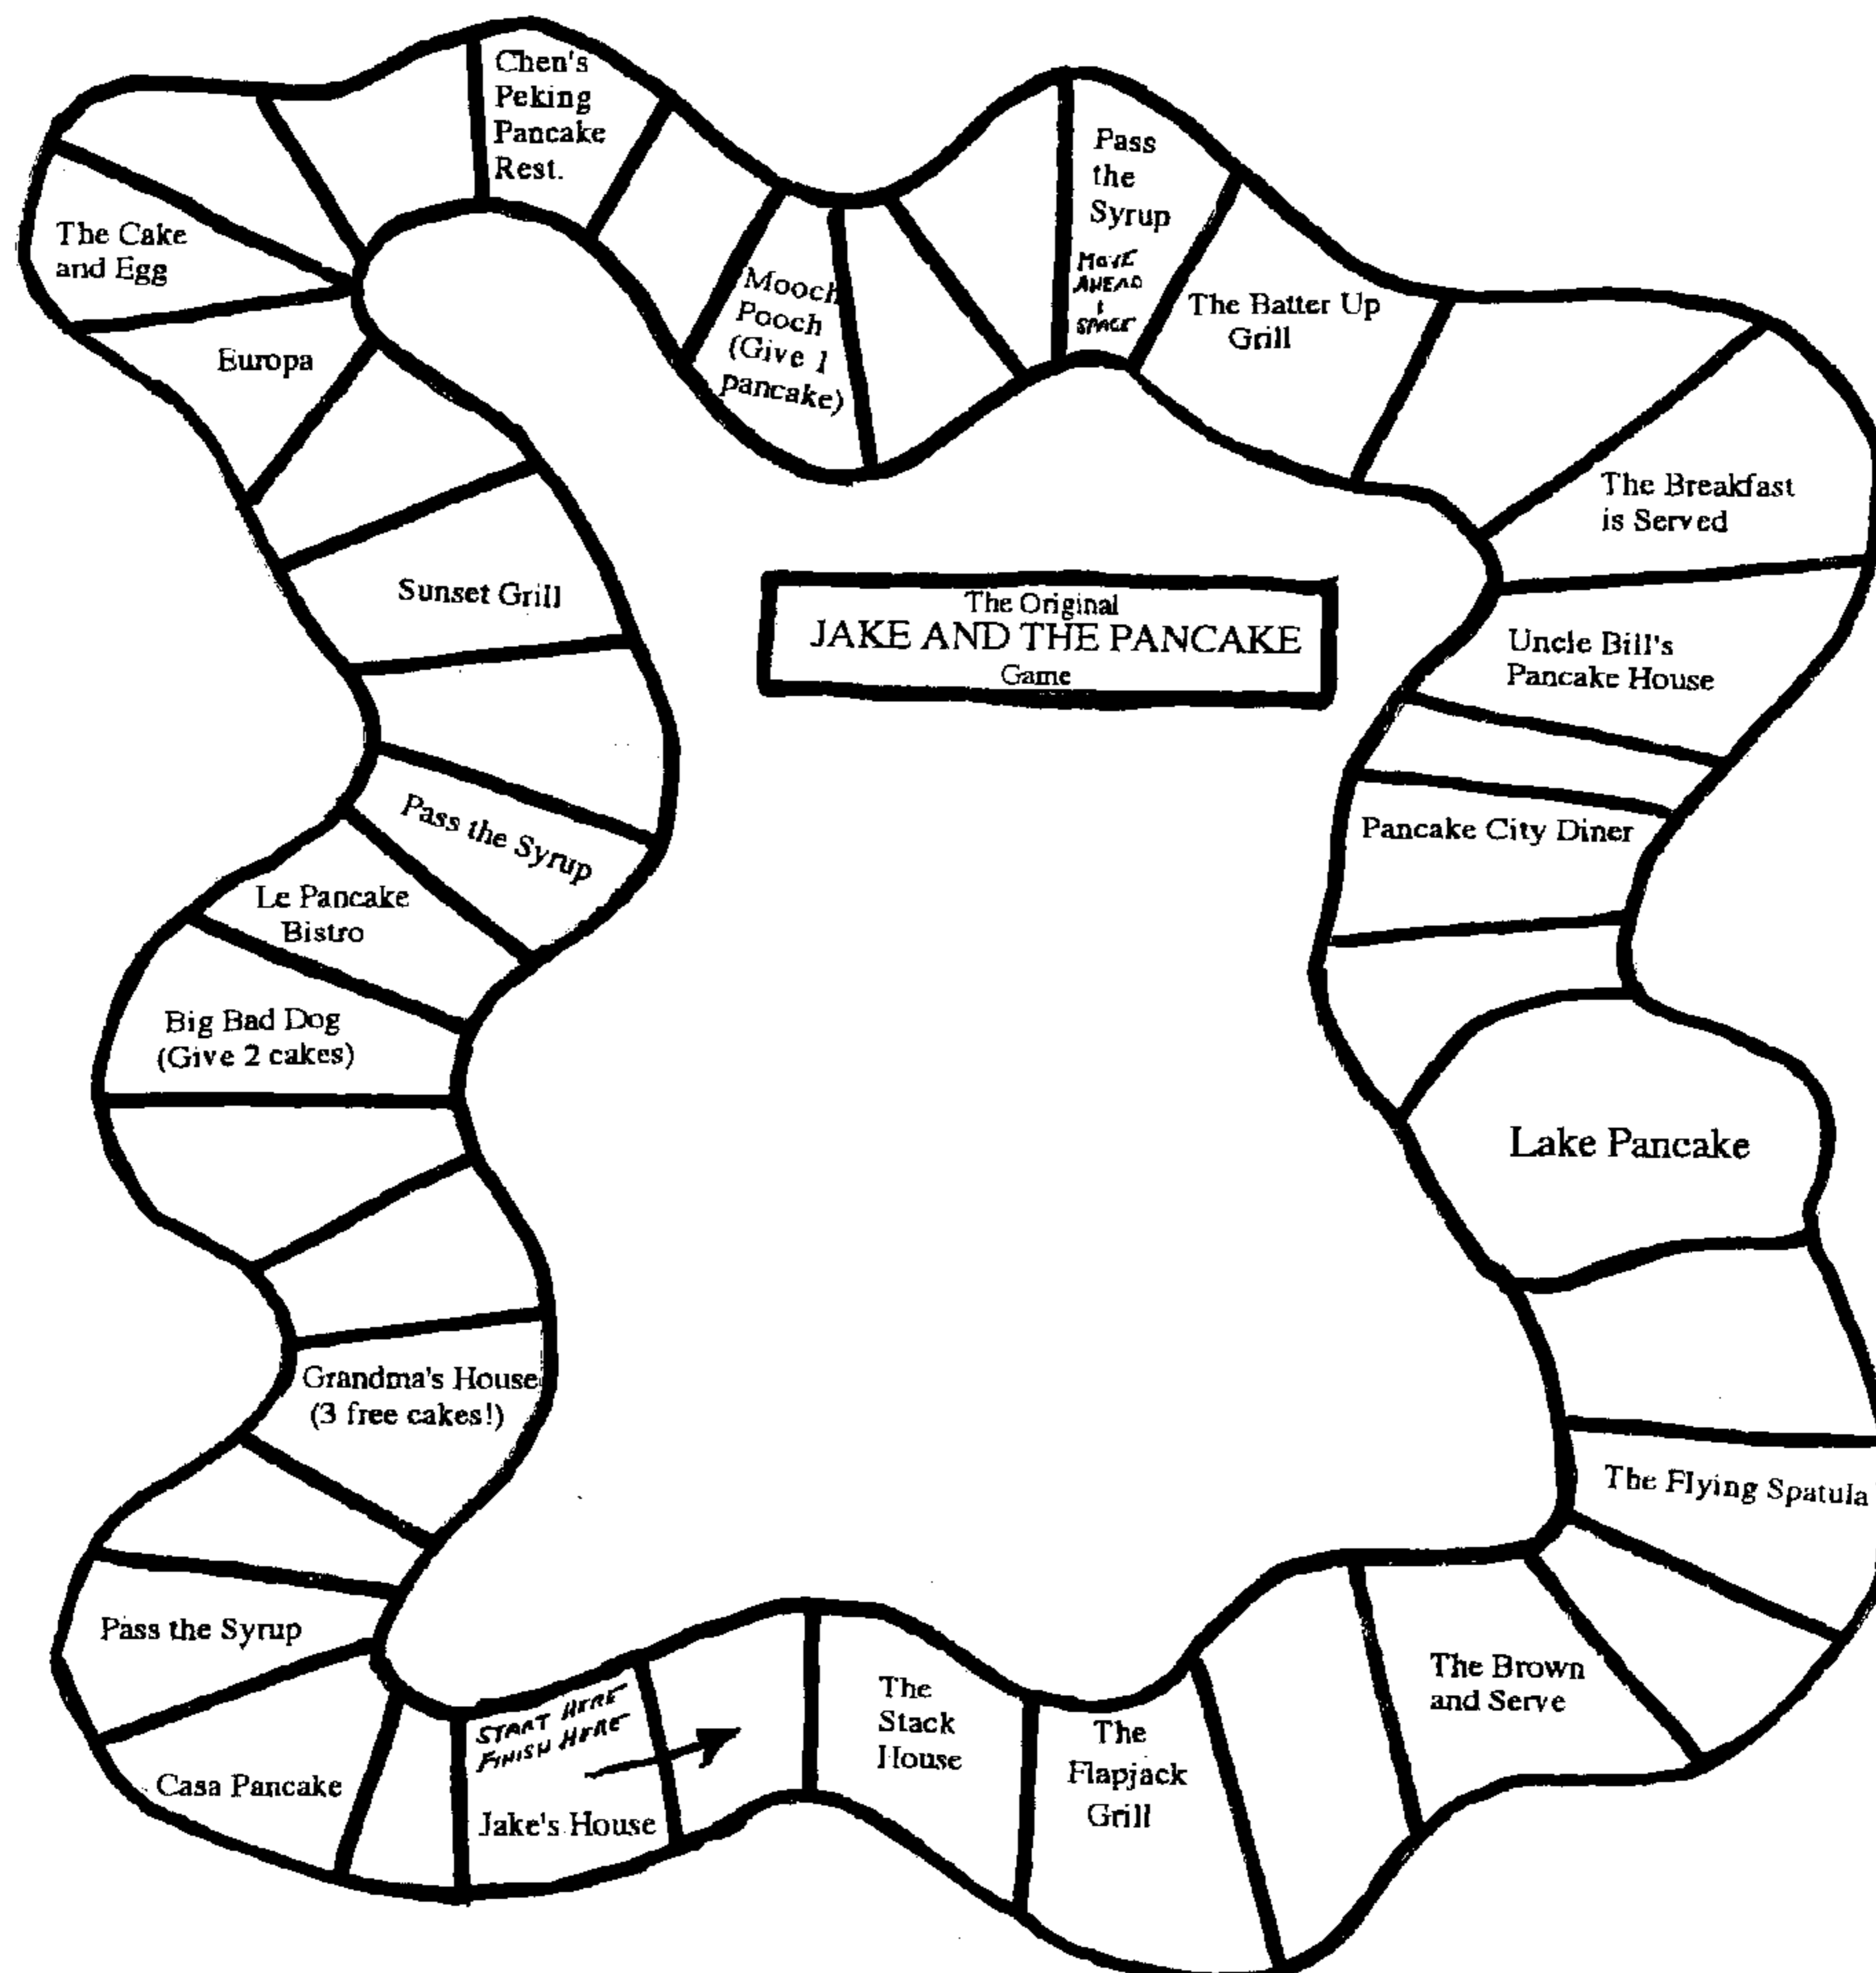 Chen's
Peking
Pancake
Rest.
Pass
the
Syrup
MOVE
AHEAD
1
SPACE
The Cake
and Egg
Europa
Mooch
Pooch
(Give 1
pancake)
The Batter Up
Grill
The Breakfast
is Served
Sunset Grill
The Original
JAKE AND THE PANCAKE
Game
Uncle Bill's
Pancake House
Pass the Syrup
Pancake City Diner
Le Pancake
Bistro
Big Bad Dog
(Give 2 cakes)
Lake Pancake
Grandma's House
(3 free cakes!)
The Flying Spatula
Pass the Syrup
The Brown
and Serve
START HERE
FINISH HERE
Jake's House
The
Stack
House
The
Flapjack
Grill
Casa Pancake